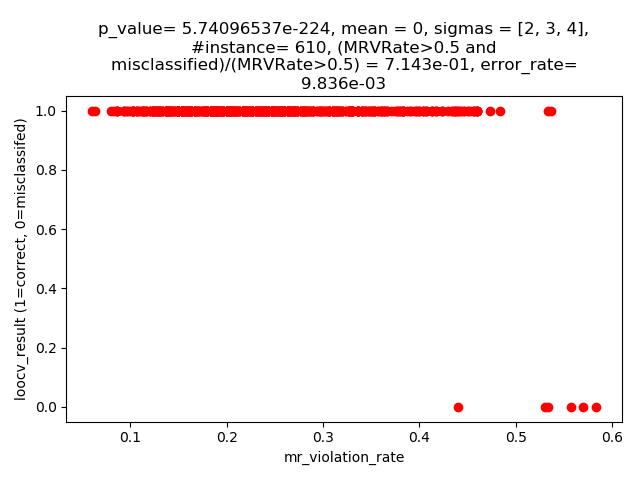 p_value= 5.74096537e-224, mean = 0, sigmas = [2, 3, 4],
#instance= 610, (MRVRate>0.5 and
misclassified)/(MRVRate>0.5) = 7.143e-01, error_rate=
9.836e-03
1.0
0.8
0.6
0.4
0.2
0.0
loocv_result (1=correct, 0=misclassifed)
0.1 0.2 0.3 0.4 0.5 0.6
mr_violation_rate